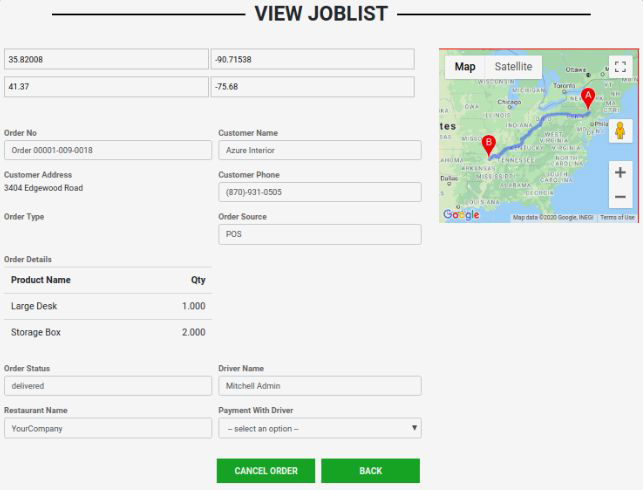 VIEW JOBLIST
35.82008 -90.71538
41.37 -75.68
Order No Customer Name
Order 00001-009-0018 Azure Interior
Customer Address Customer Phone
3404 Edgewood Road (870)-931-0505
Order Type Order Source
POS
Order Details
Product Name Qty
Large Desk 1.000
Storage Box 2.000
Order Status Driver Name
delivered Mitchell Admin
Restaurant Name Payment With Driver
YourCompany -- select an option --
CANCEL ORDER BACK
Map Satellite
Ottawa
WISCONSIN
MICHIGAN
Toronto
Chicago
ILLINOIS
INDIANA
OHIO
A
B
WEST
VIRGINIA
KENTUCKY VIRGINIA
TENNESSEE
NORTH
CAROLINA
ARKANSAS
MISSISSIPPI
SOUTH
CAROLINA
Dallas
ALABAMA
GEORGIA
LOUISIANA
tes
+
−
Google
Map data ©2020 Google, INEGI Terms of Use